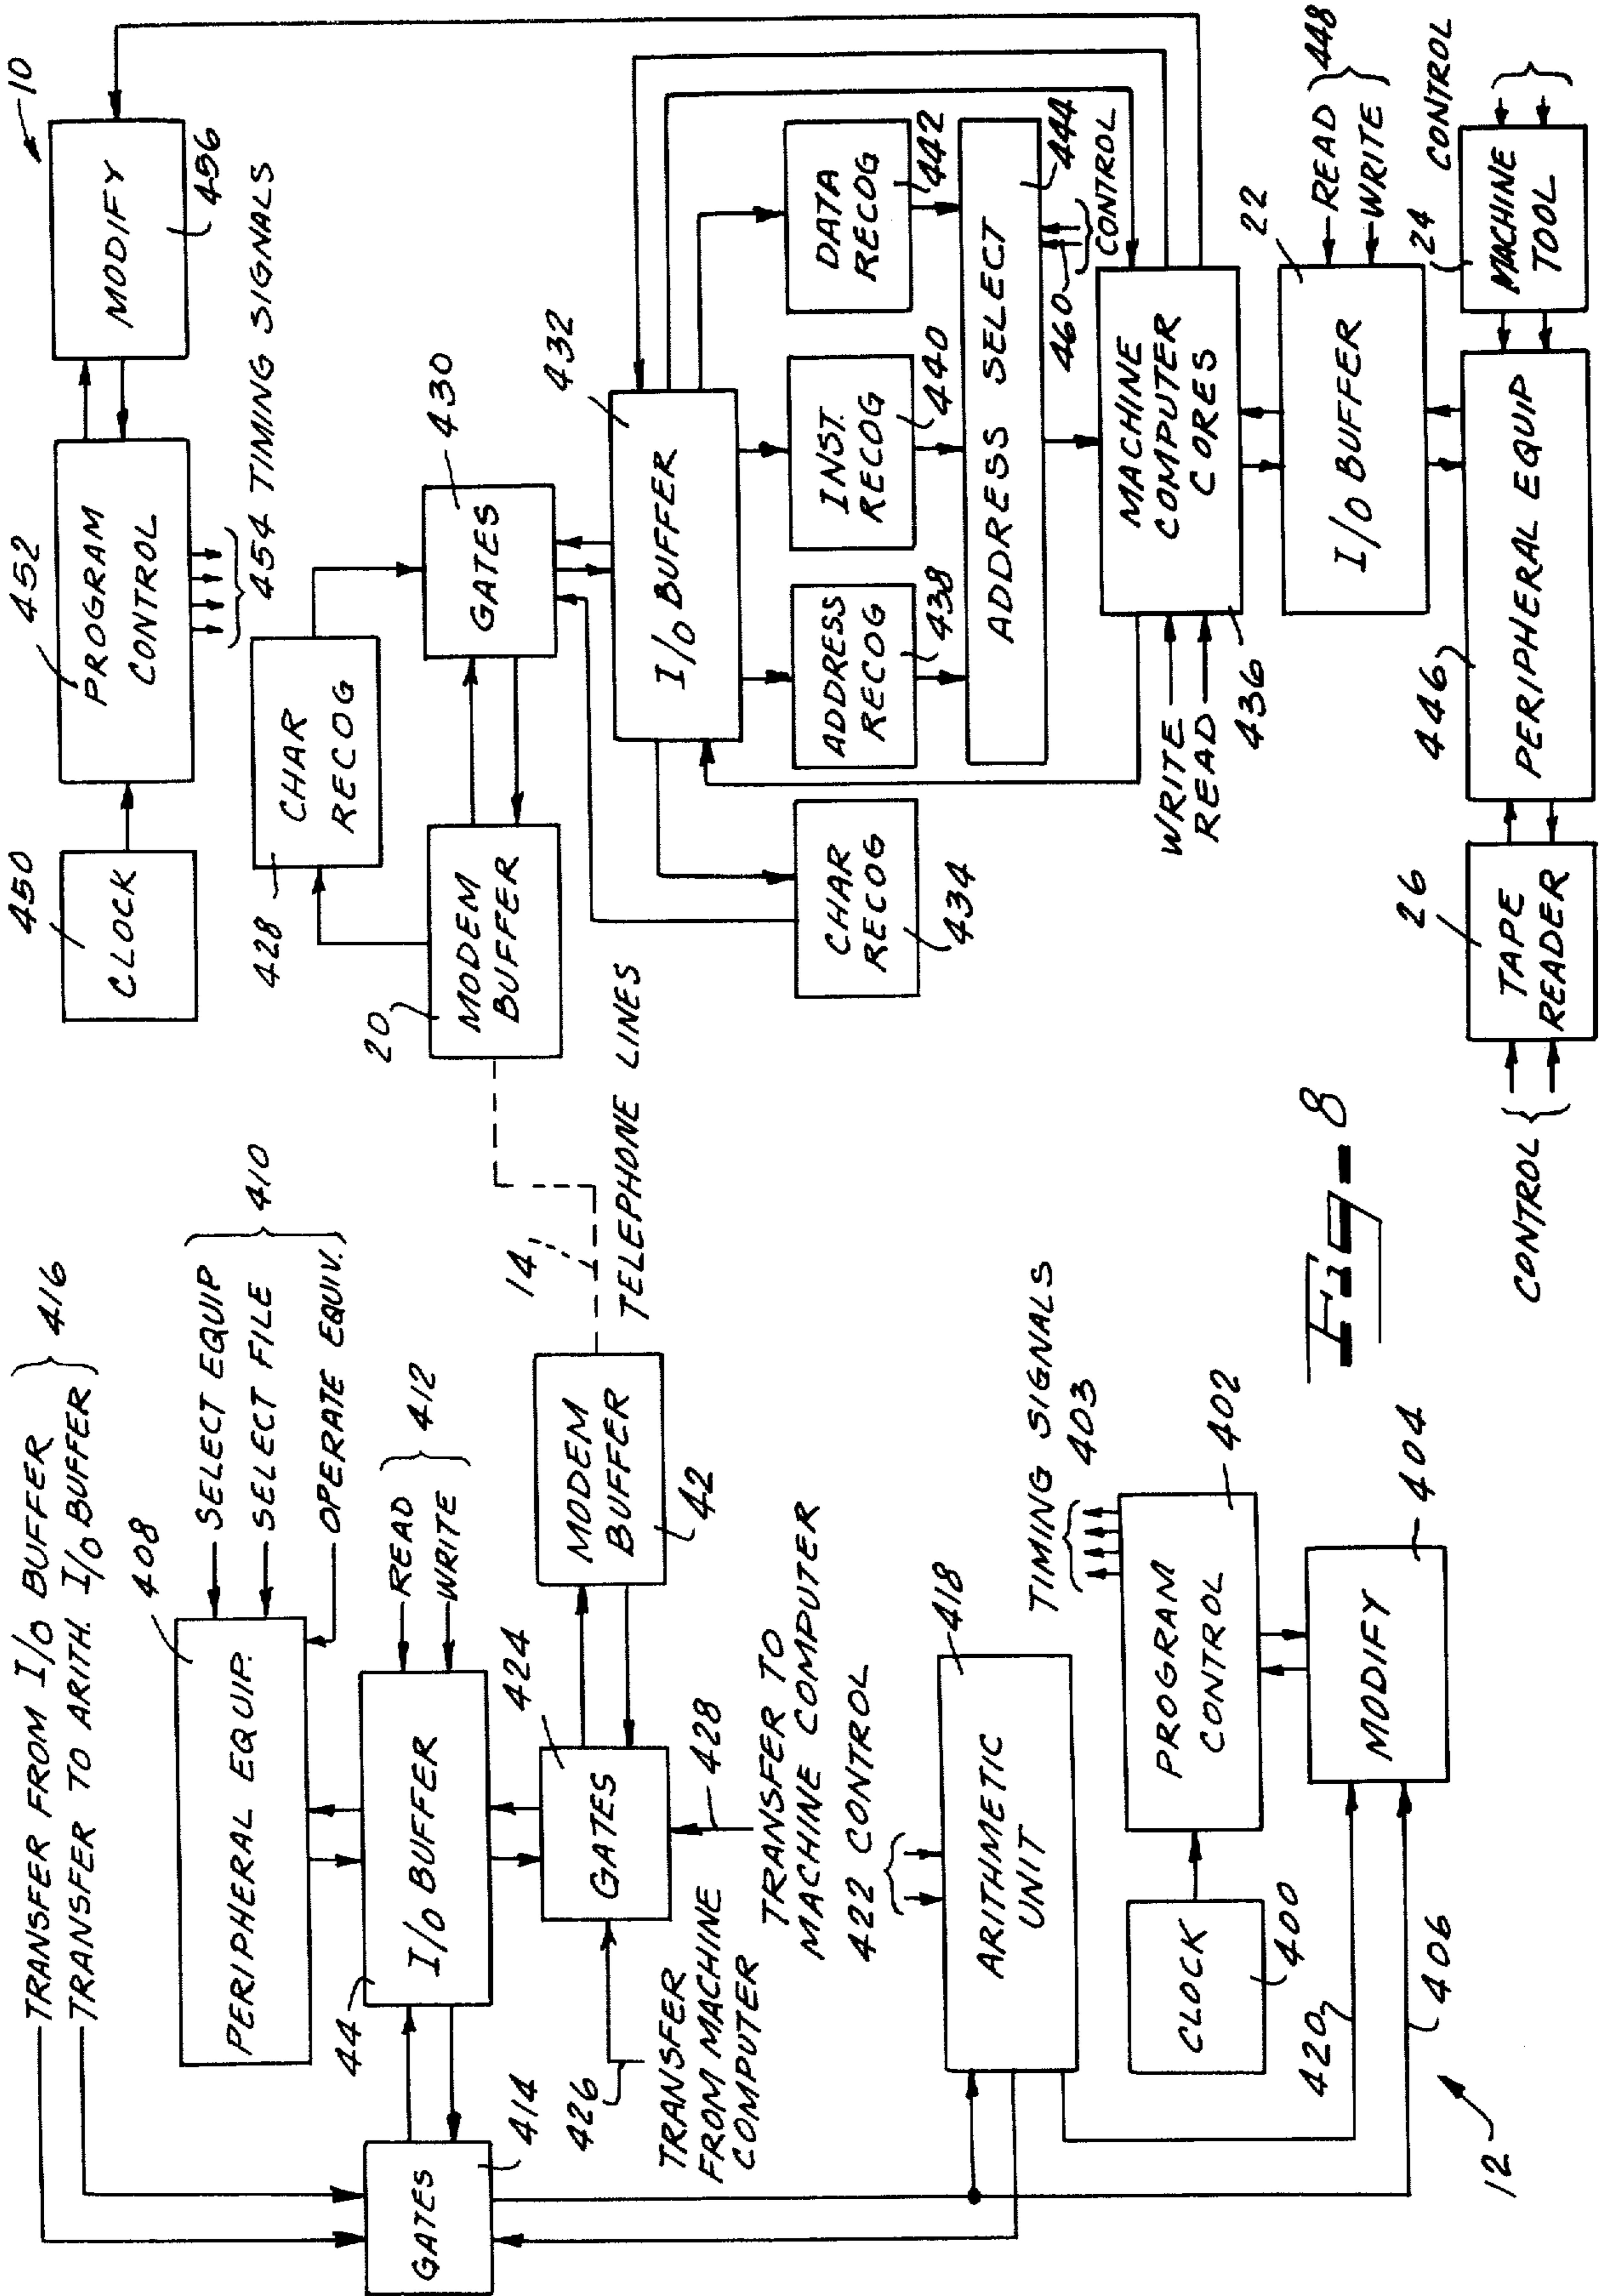 TRANSFER FROM I/O BUFFER
TRANSFER TO ARITH. I/O BUFFER
416
408
SELECT EQUIP
SELECT FILE
410
OPERATE EQUIV.
PERIPHERAL EQUIP.
READ
WRITE
412
44
I/O BUFFER
424
414
GATES
426
TRANSFER
FROM MACHINE
COMPUTER
GATES
428
TRANSFER TO
MACHINE COMPUTER
MODEM
BUFFER
42
14
TELEPHONE LINES
422 CONTROL
418
ARITHMETIC
UNIT
TIMING SIGNALS
403
PROGRAM
CONTROL
402
CLOCK
400
MODIFY
404
420
406
12
Fig-8
450
CLOCK
452
PROGRAM
CONTROL
454 TIMING SIGNALS
MODIFY
456
10
428
CHAR
RECOG
20
MODEM
BUFFER
430
GATES
432
I/O BUFFER
CHAR
RECOG
434
ADDRESS
RECOG
438
INST.
RECOG
440
DATA
RECOG
442
ADDRESS SELECT
444
460
CONTROL
WRITE
READ
436
MACHINE
COMPUTER
CORES
22
I/O BUFFER
READ
WRITE
448
446
PERIPHERAL EQUIP
26
TAPE
READER
CONTROL
24
MACHINE
TOOL
CONTROL